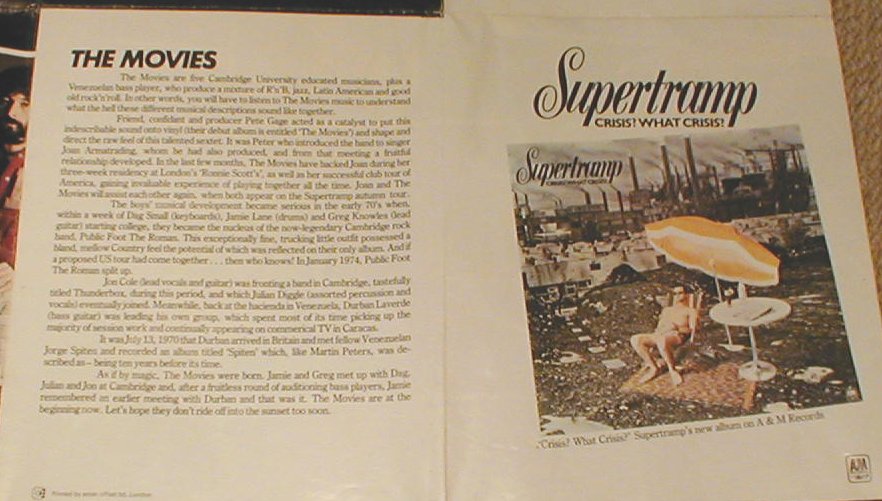 THE MOVIES
The Movies are five Cambridge University educated musicians, plus a
Venezuelan bass player, who produce a mixture of R'n'B, jazz, Latin American and good
old rock'n'roll. In other words, you will have to listen to The Movies music to understand
what the hell these different musical descriptions sound like together.
Friend, confidant and producer Pete Gage acted as a catalyst to put this
indescribable sound onto vinyl (their debut album is entitled 'The Movies') and shape and
direct the raw feel of this talented sextet. It was Peter who introduced the band to singer
Joan Armatrading, whom he had also produced, and from that meeting a fruitful
relationship developed. In the last few months, The Movies have backed Joan during her
three-week residency at London's 'Ronnie Scott's', as well as her successful club tour of
America, gaining invaluable experience of playing together all the time. Joan and The
Movies will assist each other again, when both appear on the Supertramp autumn tour.
The boys' musical development became serious in the early 70's when,
within a week of Dag Small (keyboards), Jamie Lane (drums) and Greg Knowles (lead
guitar) starting college, they became the nucleus of the now-legendary Cambridge rock
band, Public Foot The Roman. This exceptionally fine, trucking little outfit possessed a
bland, mellow Country feel the potential of which was reflected on their only album. And if
a proposed US tour had come together . . . then who knows! In January 1974, Public Foot
The Roman split up.
Jon Cole (lead vocals and guitar) was fronting a band in Cambridge, tastefully
titled Thunderbox, during this period, and which Julian Diggle (assorted percussion and
vocals) eventually joined. Meanwhile, back at the hacienda in Venezuela, Durban Laverde
(bass guitar) was leading his own group, which spent most of its time picking up the
majority of session work and continually appearing on commerical TV in Caracas.
It was July 13, 1970 that Durban arrived in Britain and met fellow Venezuelan
Jorge Spiten and recorded an album titled 'Spiten' which, like Martin Peters, was de-
scribed as – being ten years before its time.
As if by magic, The Movies were born. Jamie and Greg met up with Dag,
Julian and Jon at Cambridge and, after a fruitless round of auditioning bass players, Jamie
remembered an earlier meeting with Durban and that was it. The Movies are at the
beginning now. Let's hope they don't ride off into the sunset too soon.
Supertramp
CRISIS? WHAT CRISIS?
Supertramp
CRISIS? WHAT CRISIS?
'Crisis? What Crisis?' Supertramp's new album on A & M Records
A&M